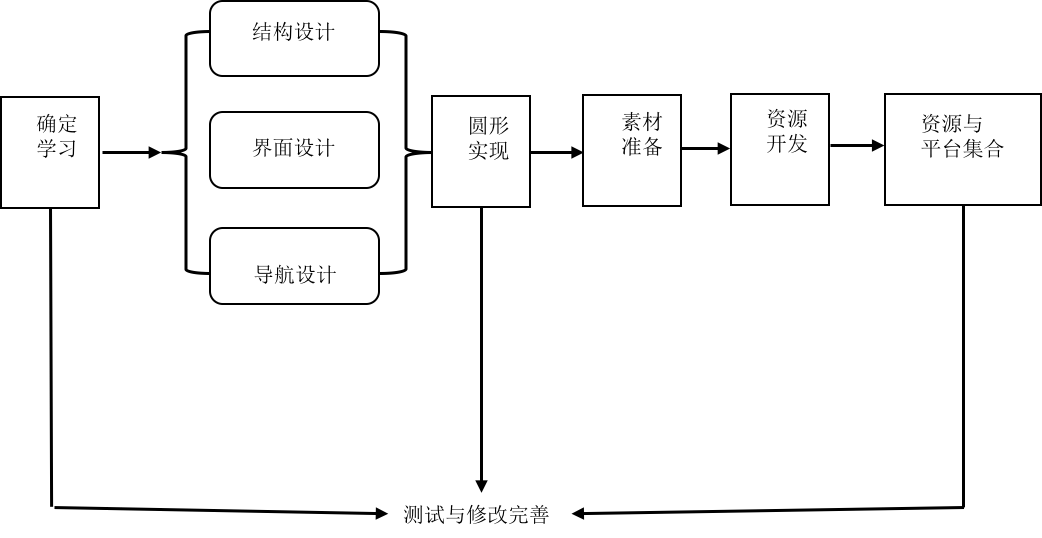 结构设计
确定
学习
界面设计
导航设计
圆形
实现
素材
准备
资源
开发
资源与
平台集合
测试与修改完善